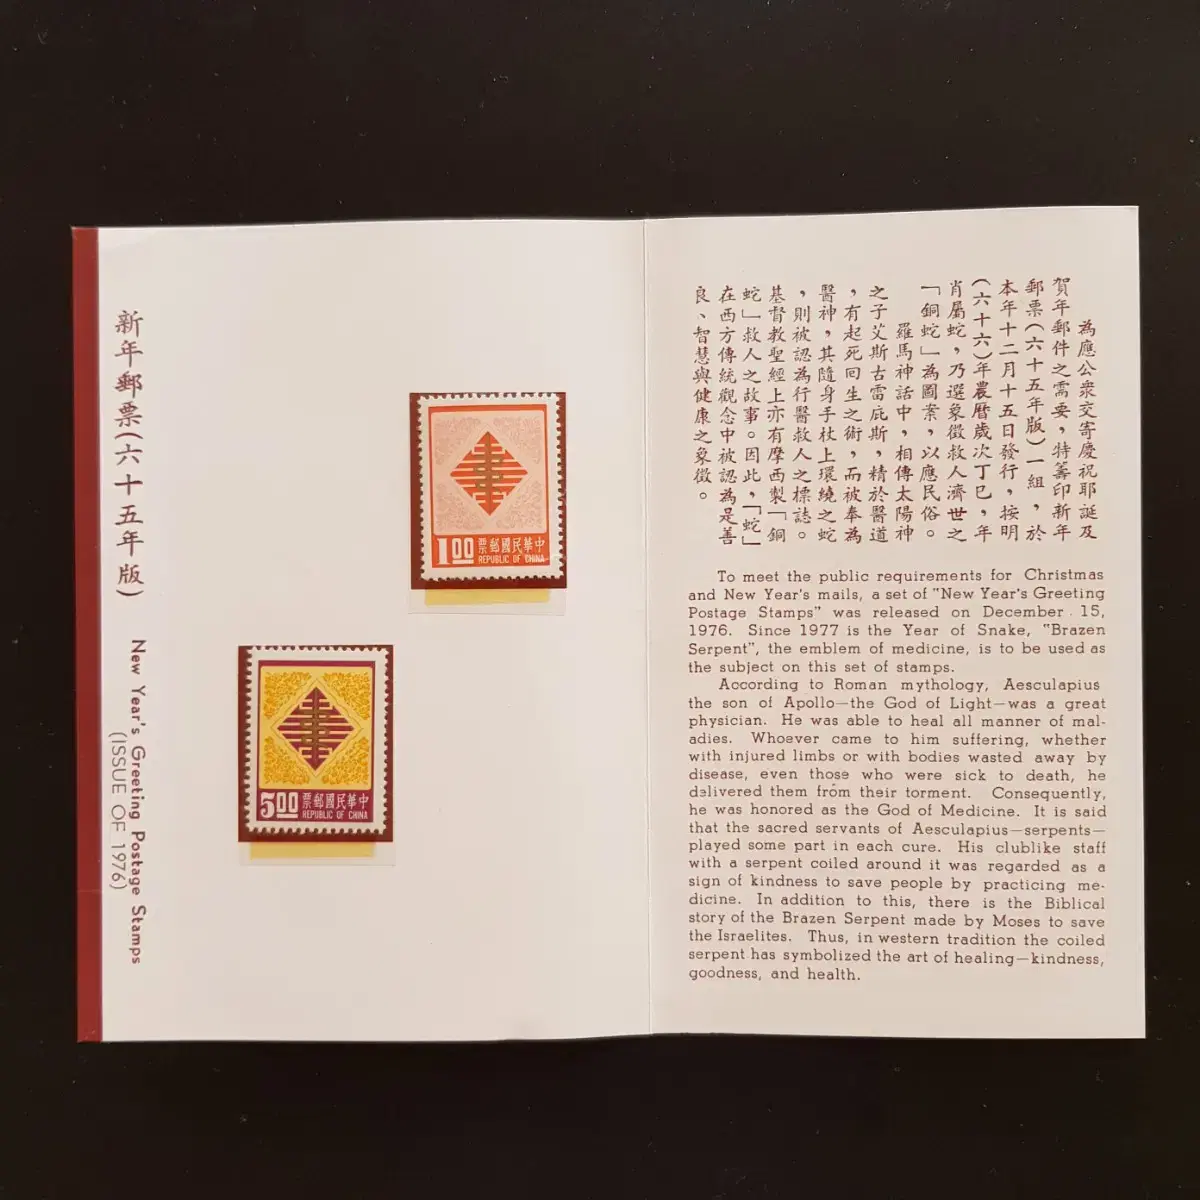 新年郵票(六十五年版)
New Year's Greeting Postage Stamps
(ISSUE OF 1976)
1.00
中華民國郵票
REPUBLIC OF CHINA
5.00
中華民國郵票
REPUBLIC OF CHINA
為應公衆交寄慶祝耶誕及
賀年郵件之需要，特籌印新年
郵票(六十五年版)一組，於
本年十二月十五日發行，按明
(六十六)年農曆歲次丁巳，年
肖屬蛇，乃選象徵救人濟世之
「銅蛇」為圖案，以應民俗。
羅馬神話中，相傳太陽神
之子艾斯古雷庇斯，精於醫道
，有起死回生之術，而被奉為
醫神，其隨身手杖上環繞之蛇
，則被認為行醫救人之標誌。
基督教聖經上亦有摩西製「銅
蛇」救人之故事。因此，「蛇」
在西方傳統觀念中被認為是善
良、智慧與健康之象徵。
To meet the public requirements for Christmas
and New Year's mails, a set of "New Year's Greeting
Postage Stamps" was released on December 15,
1976. Since 1977 is the Year of Snake, "Brazen
Serpent", the emblem of medicine, is to be used as
the subject on this set of stamps.
According to Roman mythology, Aesculapius
the son of Apollo—the God of Light—was a great
physician. He was able to heal all manner of mal-
adies. Whoever came to him suffering, whether
with injured limbs or with bodies wasted away by
disease, even those who were sick to death, he
delivered them from their torment. Consequently,
he was honored as the God of Medicine. It is said
that the sacred servants of Aesculapius—serpents—
played some part in each cure. His clublike staff
with a serpent coiled around it was regarded as a
sign of kindness to save people by practicing me-
dicine. In addition to this, there is the Biblical
story of the Brazen Serpent made by Moses to save
the Israelites. Thus, in western tradition the coiled
serpent has symbolized the art of healing—kindness,
goodness, and health.